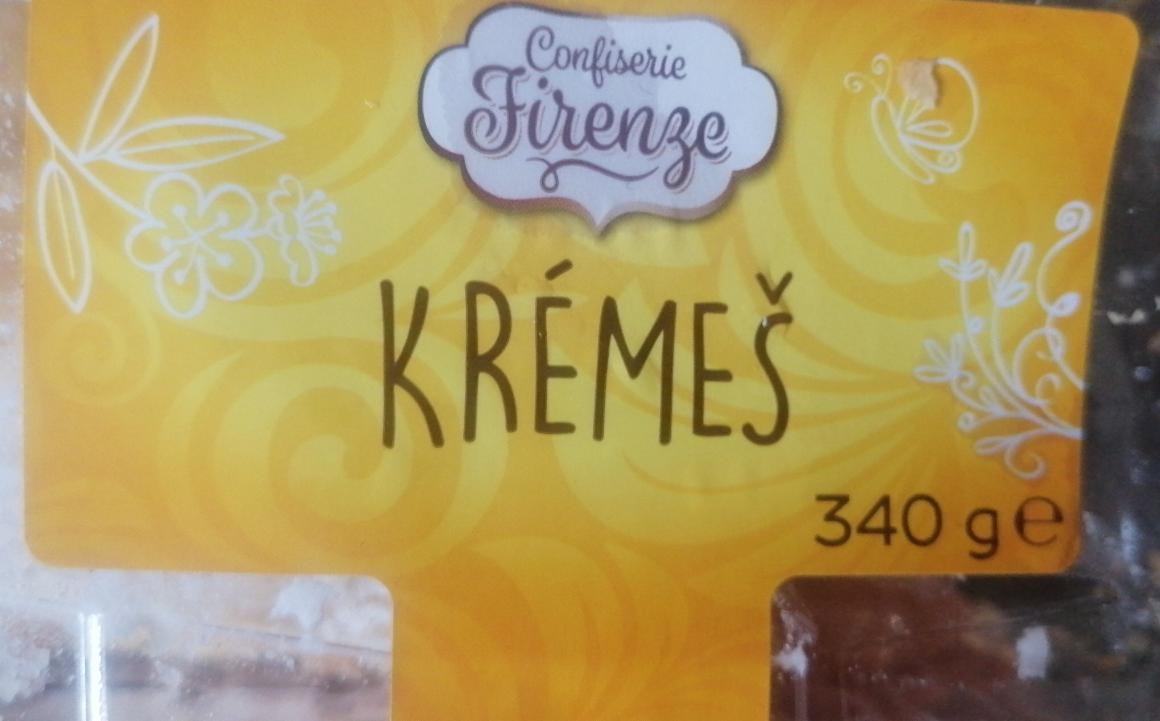 Confiserie
Firenze
KRÉMEŠ
340 g ℮